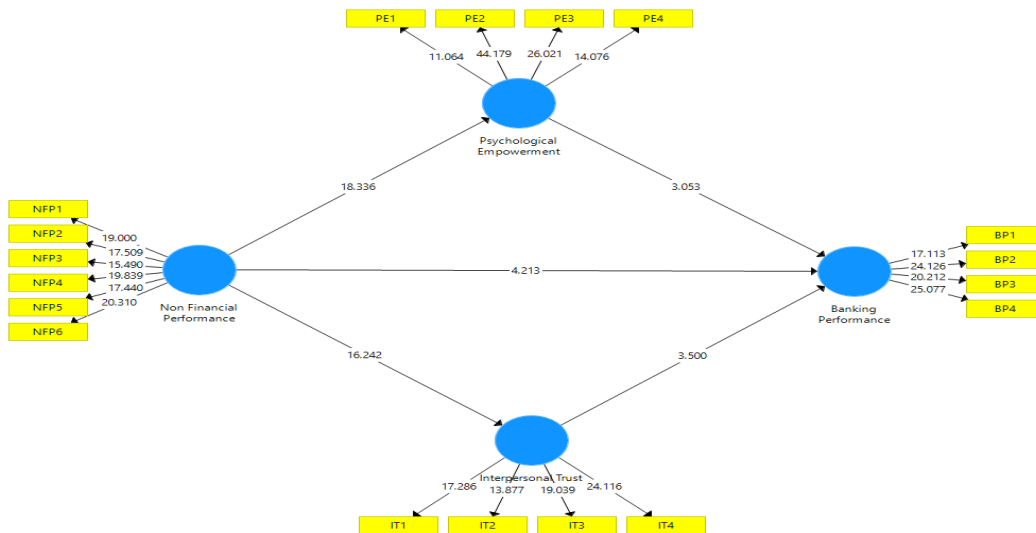 PE1
PE2
PE3
PE4
11.064
44.179
26.021
14.076
Psychological
Empowerment
18.336
3.053
NFP1
NFP2
NFP3
NFP4
NFP5
NFP6
19.000
17.509
15.490
19.839
17.440
20.310
Non Financial
Performance
4.213
BP1
BP2
BP3
BP4
17.113
24.126
20.212
25.077
Banking
Performance
16.242
3.500
Interpersonal Trust
17.286
13.877
19.039
24.116
IT1
IT2
IT3
IT4